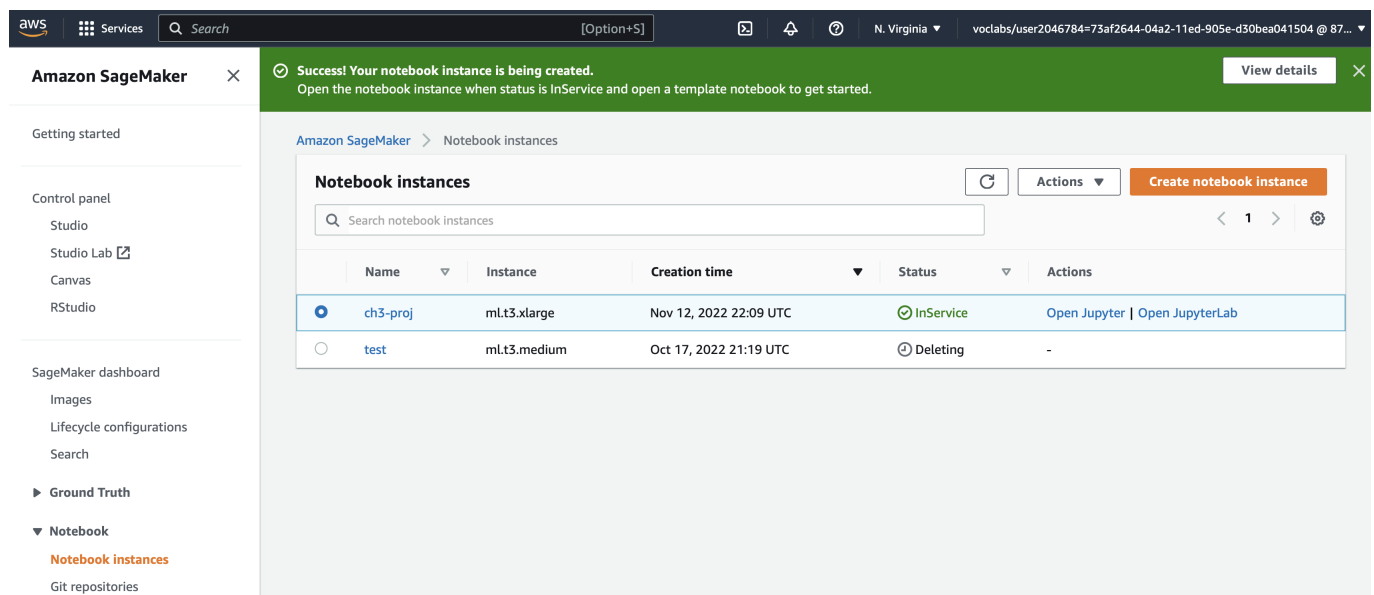 aws Services Search [Option+S] N. Virginia ▼ voclabs/user2046784=73af2644-04a2-11ed-905e-d30bea041504 @ 87... ▼
Amazon SageMaker
Getting started
Control panel
Studio
Studio Lab
Canvas
RStudio
SageMaker dashboard
Images
Lifecycle configurations
Search
Ground Truth
Notebook
Notebook instances
Git repositories
Success! Your notebook instance is being created.
Open the notebook instance when status is InService and open a template notebook to get started.
View details
Amazon SageMaker > Notebook instances
Notebook instances
Actions ▼
Create notebook instance
Search notebook instances
< 1 >
Name Instance Creation time Status Actions
ch3-proj ml.t3.xlarge Nov 12, 2022 22:09 UTC InService Open Jupyter | Open JupyterLab
test ml.t3.medium Oct 17, 2022 21:19 UTC Deleting -